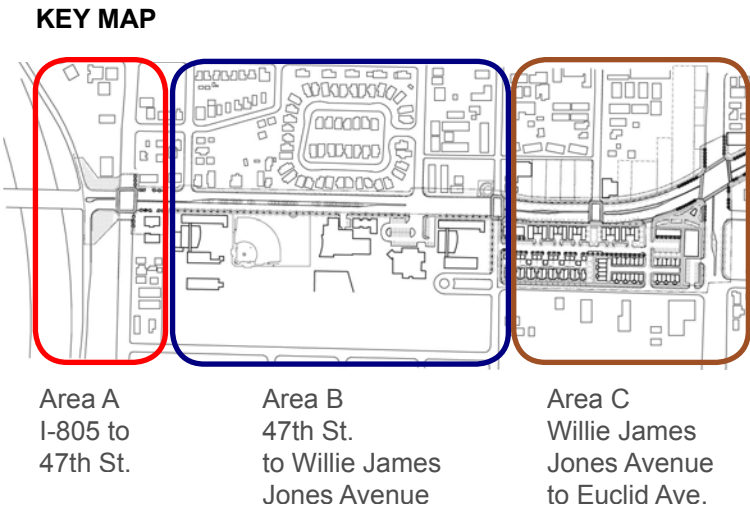 KEY MAP
Area A
I-805 to
47th St.
Area B
47th St.
to Willie James
Jones Avenue
Area C
Willie James
Jones Avenue
to Euclid Ave.